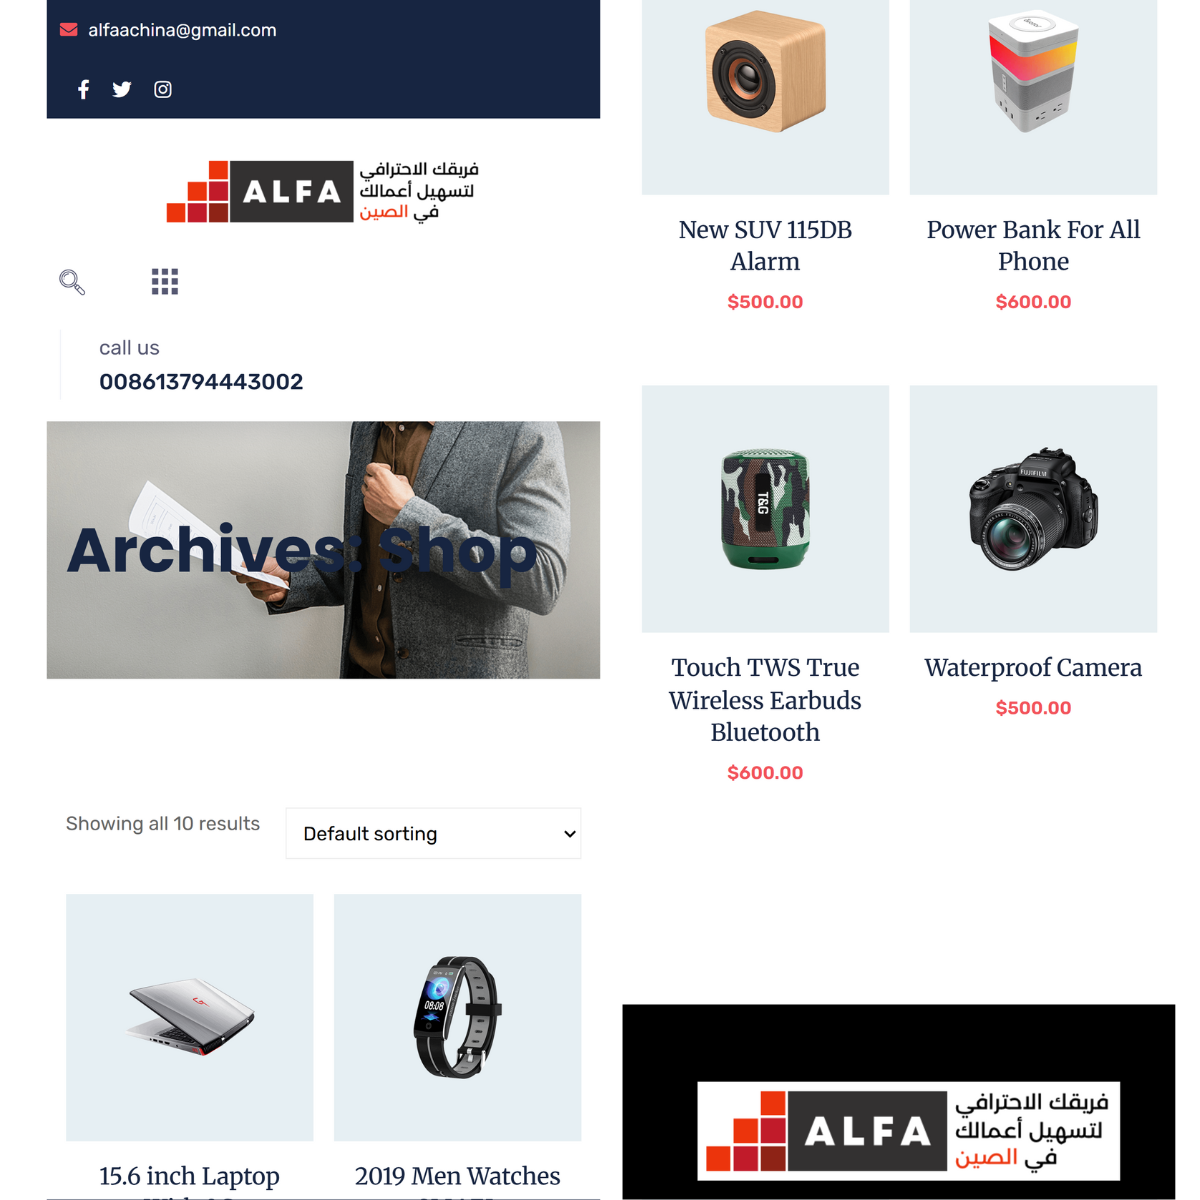 alfaachina@gmail.com
ALFA
فريقك الاحترافي
لتسهيل أعمالك
في الصين
call us
008613794443002
Archives: Shop
Showing all 10 results
Default sorting
08:08
15.6 inch Laptop
2019 Men Watches
New SUV 115DB
Alarm
$500.00
Power Bank For All
Phone
$600.00
T&G
FUJIFILM
Touch TWS True
Wireless Earbuds
Bluetooth
$600.00
Waterproof Camera
$500.00
ALFA
فريقك الاحترافي
لتسهيل أعمالك
في الصين